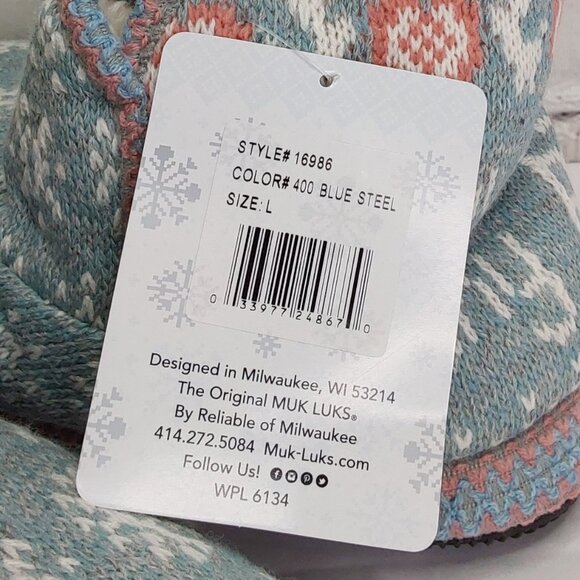 STYLE# 16986
COLOR# 400 BLUE STEEL
SIZE: L
0 33977 24867 0
Designed in Milwaukee, WI 53214
The Original MUK LUKS®
By Reliable of Milwaukee
414.272.5084 Muk-Luks.com
Follow Us!
WPL 6134